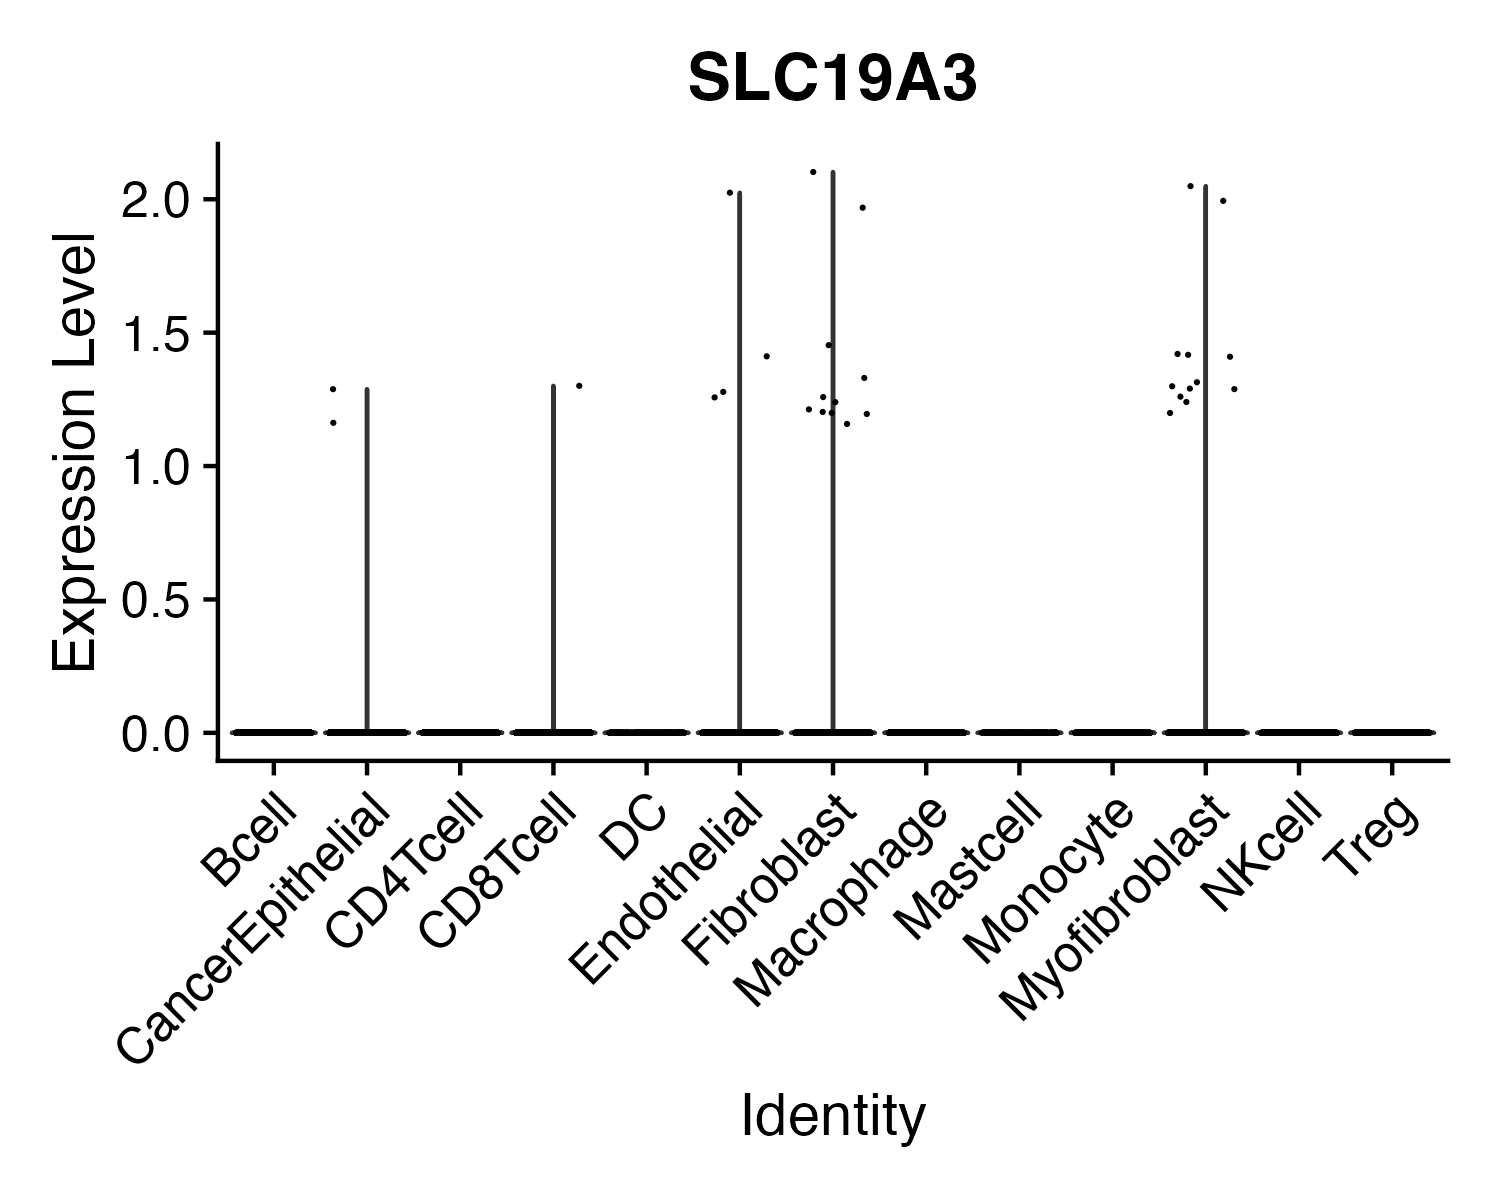 SLC19A3
Expression Level
2.0
1.5
1.0
0.5
0.0
Bcell
CancerEpithelial
CD4Tcell
CD8Tcell
DC
Endothelial
Fibroblast
Macrophage
Mastcell
Monocyte
Myofibroblast
NKcell
Treg
Identity